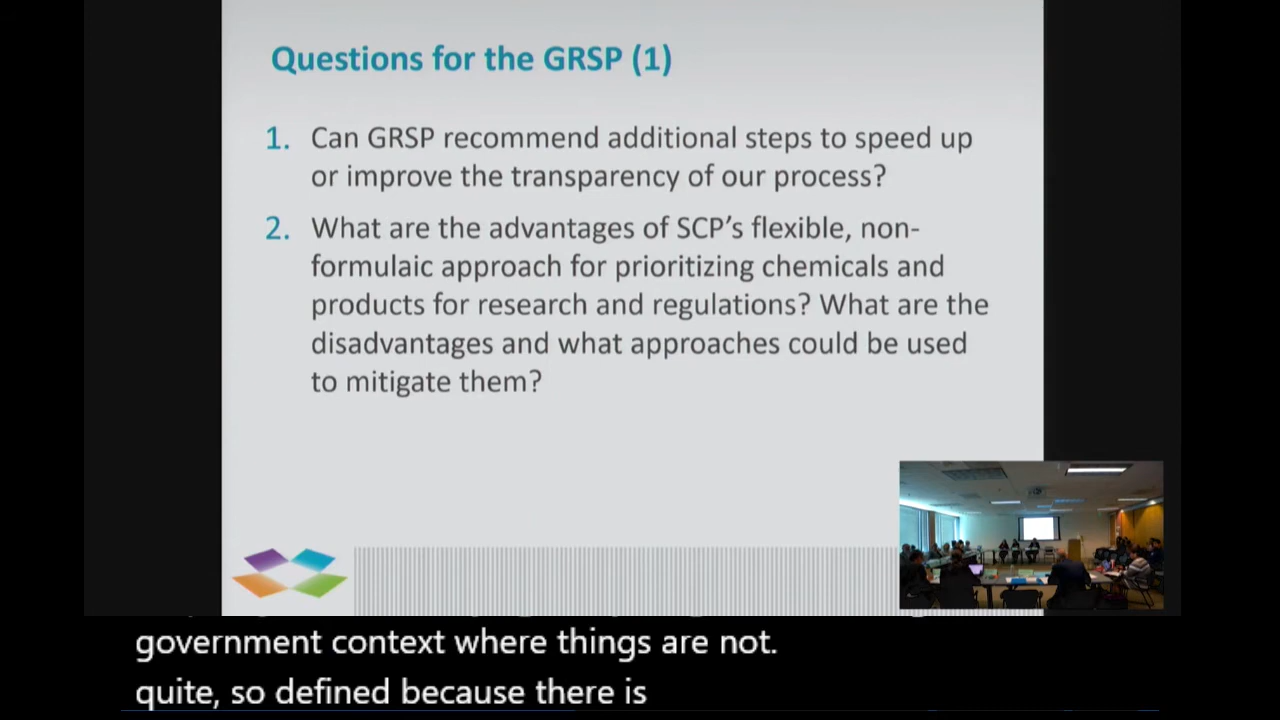 Questions for the GRSP (1)
1. Can GRSP recommend additional steps to speed up
or improve the transparency of our process?
2. What are the advantages of SCP's flexible, non-
formulaic approach for prioritizing chemicals and
products for research and regulations? What are the
disadvantages and what approaches could be used
to mitigate them?
government context where things are not.
quite, so defined because there is